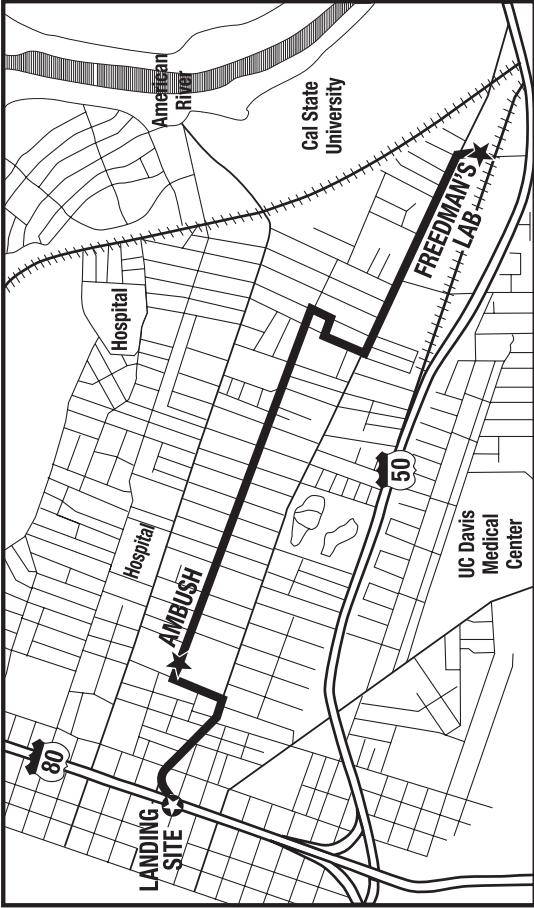 American
River
Cal State
University
FREEDMAN'S
LAB
Hospital
50
Hospital
UC Davis
Medical
Center
AMBUSH
80
LANDING
SITE